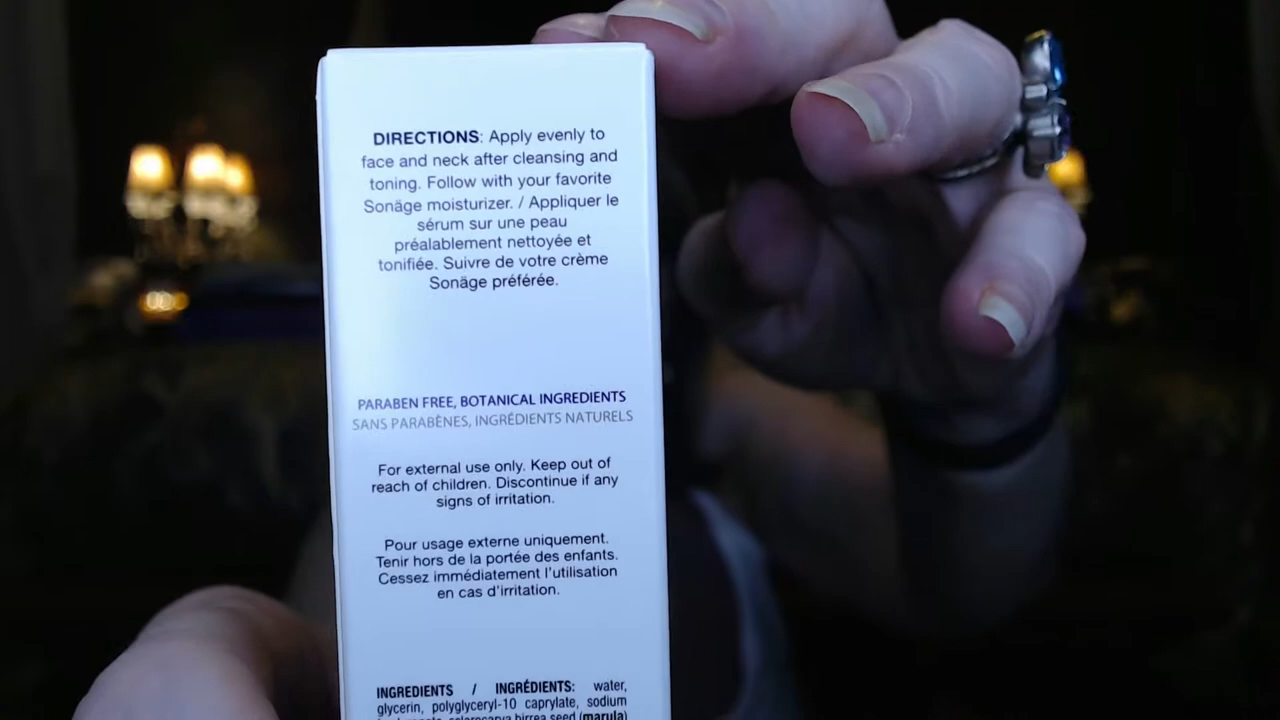 DIRECTIONS: Apply evenly to
face and neck after cleansing and
toning. Follow with your favorite
Sonäge moisturizer. / Appliquer le
sérum sur une peau
préalablement nettoyée et
tonifiée. Suivre de votre crème
Sonäge préférée.
PARABEN FREE, BOTANICAL INGREDIENTS
SANS PARABÈNES, INGRÉDIENTS NATURELS
For external use only. Keep out of
reach of children. Discontinue if any
signs of irritation.
Pour usage externe uniquement.
Tenir hors de la portée des enfants.
Cessez immédiatement l'utilisation
en cas d'irritation.
INGREDIENTS / INGRÉDIENTS: water,
glycerin, polyglyceryl-10 caprylate, sodium
birrea seed (marula)